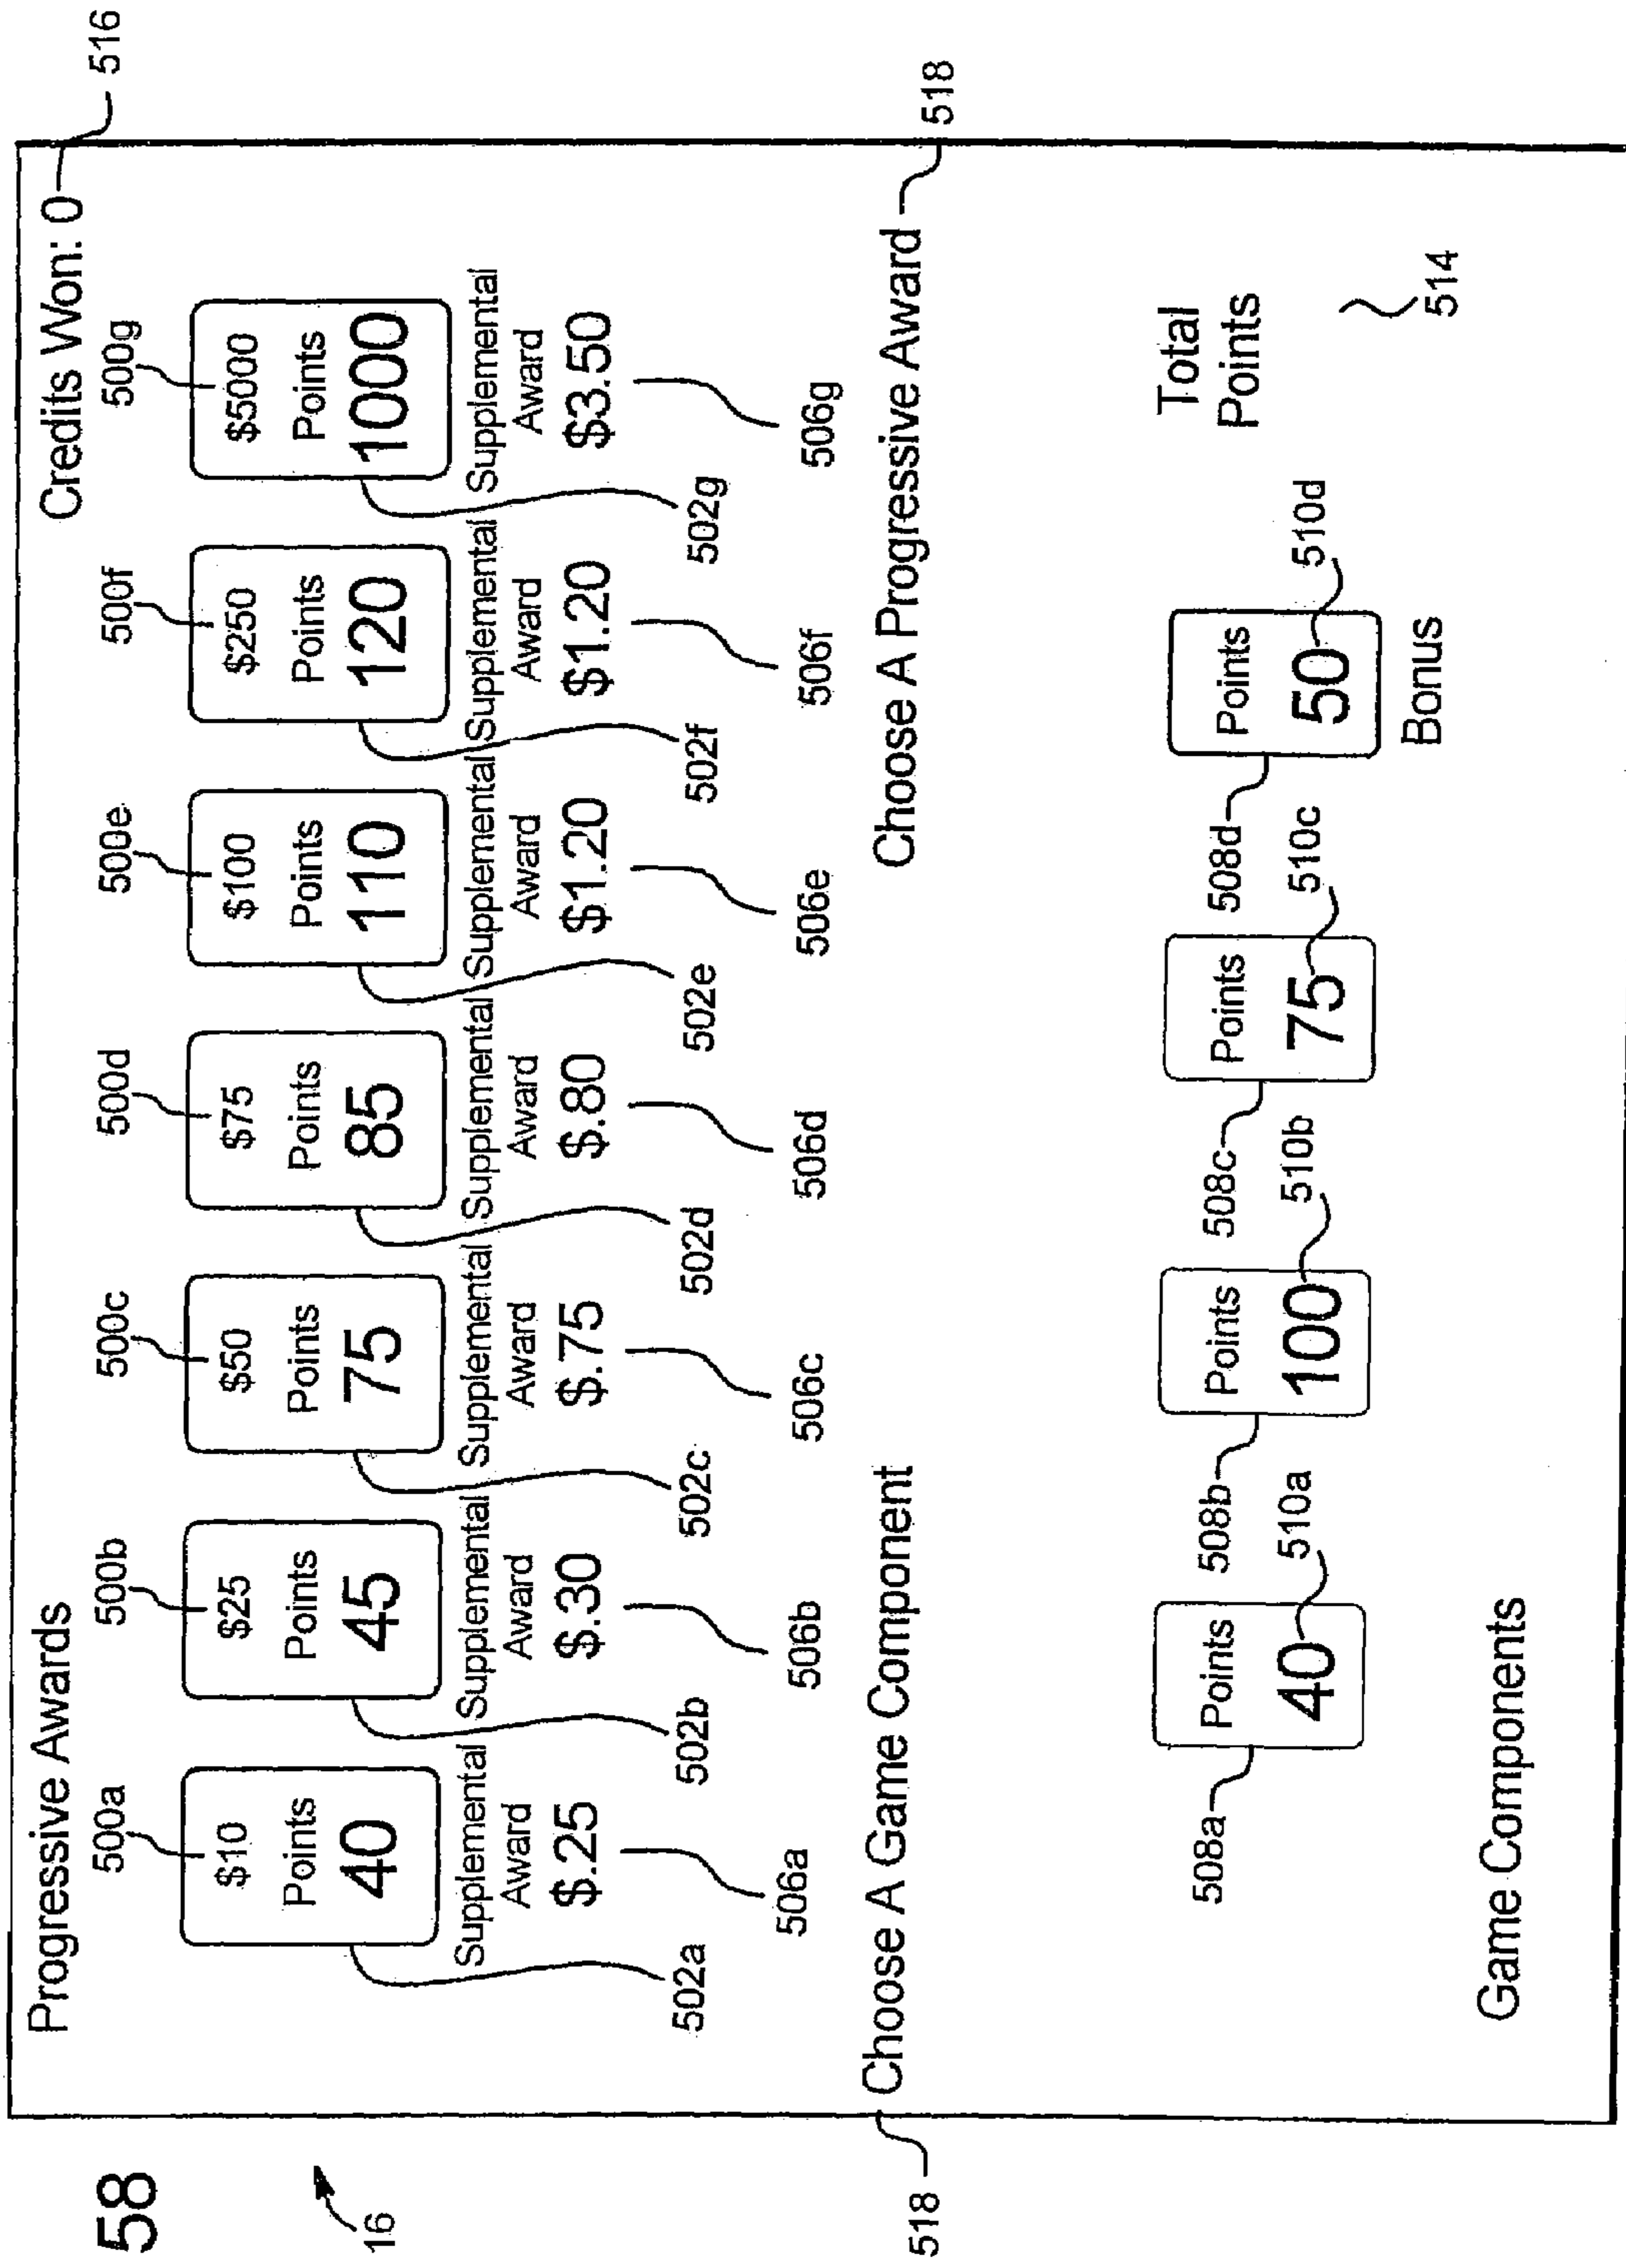 58
16
Progressive Awards
Credits Won: 0
516
500a
500b
500c
500d
500e
500f
500g
$10
$25
$50
$75
$100
$250
$5000
Points
Points
Points
Points
Points
Points
Points
40
45
75
85
110
120
1000
Supplemental
Supplemental
Supplemental
Supplemental
Supplemental
Supplemental
Supplemental
Award
Award
Award
Award
Award
Award
Award
$.25
$.30
$.75
$.80
$1.20
$1.20
$3.50
502a
502b
502c
502d
502e
502f
502g
506a
506b
506c
506d
506e
506f
506g
518
Choose A Game Component
Choose A Progressive Award
518
508a
508b
508c
508d
Points
Points
Points
Points
Total
Points
40
100
75
50
510a
510b
510c
510d
514
Bonus
Game Components